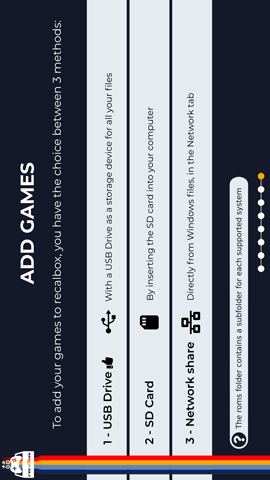 ADD GAMES
To add your games to recalbox, you have the choice between 3 methods:
1 - USB Drive With a USB Drive as a storage device for all your files
2 - SD Card By inserting the SD card into your computer
3 - Network share Directly from Windows files, in the Network tab
? The roms folder contains a subfolder for each supported system